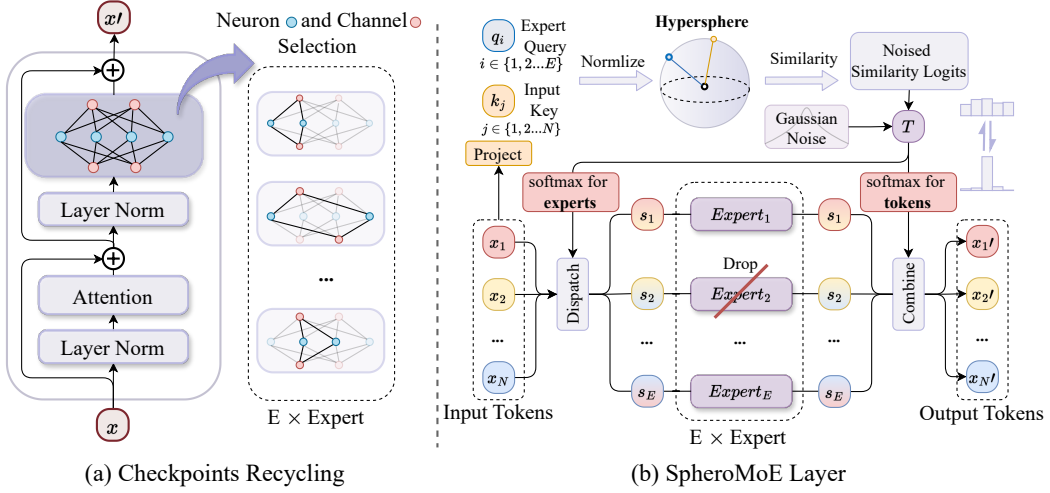 x′
Neuron and Channel
Selection
Layer Norm
Attention
Layer Norm
x
...
E × Expert
(a) Checkpoints Recycling
q_i Expert
Query
i ∈ {1, 2...E}
k_j Input
Key
j ∈ {1, 2...N}
Project
Normlize
Hypersphere
Similarity
Noised
Similarity Logits
Gaussian
Noise
T
softmax for
experts
softmax for
tokens
x_1
x_2
...
x_N
Input Tokens
Dispatch
s_1 Expert_1 s_1
Drop
s_2 Expert_2 s_2
... ... ...
s_E Expert_E s_E
E × Expert
Combine
x_1′
x_2′
...
x_N′
Output Tokens
(b) SpheroMoE Layer